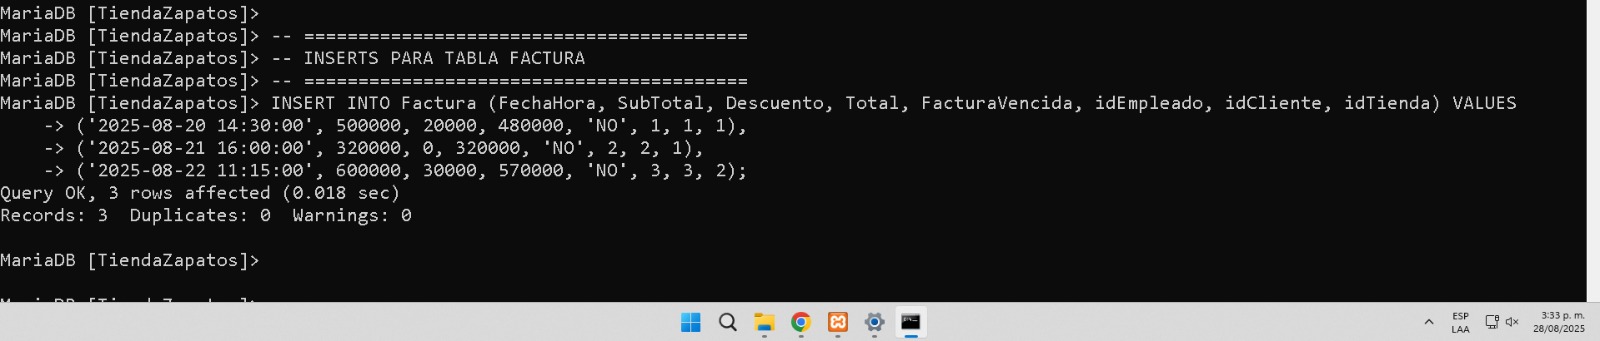 MariaDB [TiendaZapatos]>
MariaDB [TiendaZapatos]> -- =========================================
MariaDB [TiendaZapatos]> -- INSERTS PARA TABLA FACTURA
MariaDB [TiendaZapatos]> -- =========================================
MariaDB [TiendaZapatos]> INSERT INTO Factura (FechaHora, SubTotal, Descuento, Total, FacturaVencida, idEmpleado, idCliente, idTienda) VALUES
    -> ('2025-08-20 14:30:00', 500000, 20000, 480000, 'NO', 1, 1, 1),
    -> ('2025-08-21 16:00:00', 320000, 0, 320000, 'NO', 2, 2, 1),
    -> ('2025-08-22 11:15:00', 600000, 30000, 570000, 'NO', 3, 3, 2);
Query OK, 3 rows affected (0.018 sec)
Records: 3  Duplicates: 0  Warnings: 0
MariaDB [TiendaZapatos]>
MariaDB [TiendaZapatos]>
ESP
LAA
3:33 p. m.
28/08/2025